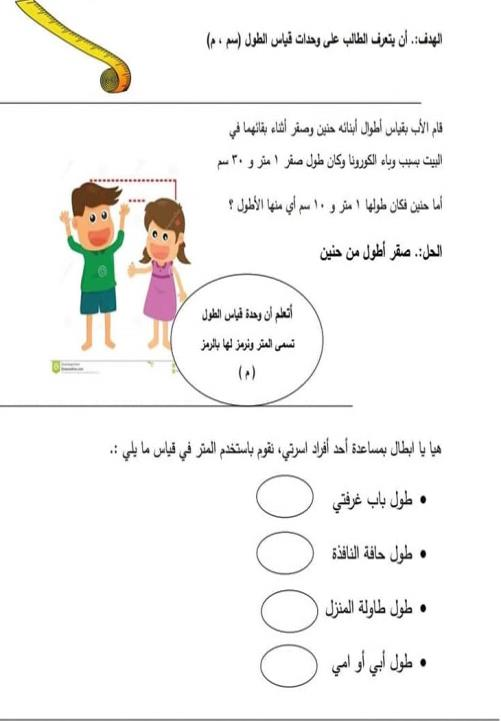 الهدف:. أن يتعرف الطالب على وحدات قياس الطول (سم ، م)
قام الأب بقياس أطوال أبنائه حنين وصقر أثناء بقائهما في
البيت بسبب وباء الكورونا وكان طول صقر ١ متر و ٣٠ سم
أما حنين فكان طولها ١ متر و ١٠ سم أي منها الأطول ؟
الحل:. صقر أطول من حنين
أتعلم أن وحدة قياس الطول
تسمى المتر ونرمز لها بالرمز
(م)
هيا يا ابطال بمساعدة أحد أفراد اسرتي، نقوم باستخدم المتر في قياس ما يلي :.
• طول باب غرفتي
• طول حافة النافذة
• طول طاولة المنزل
• طول أبي أو امي